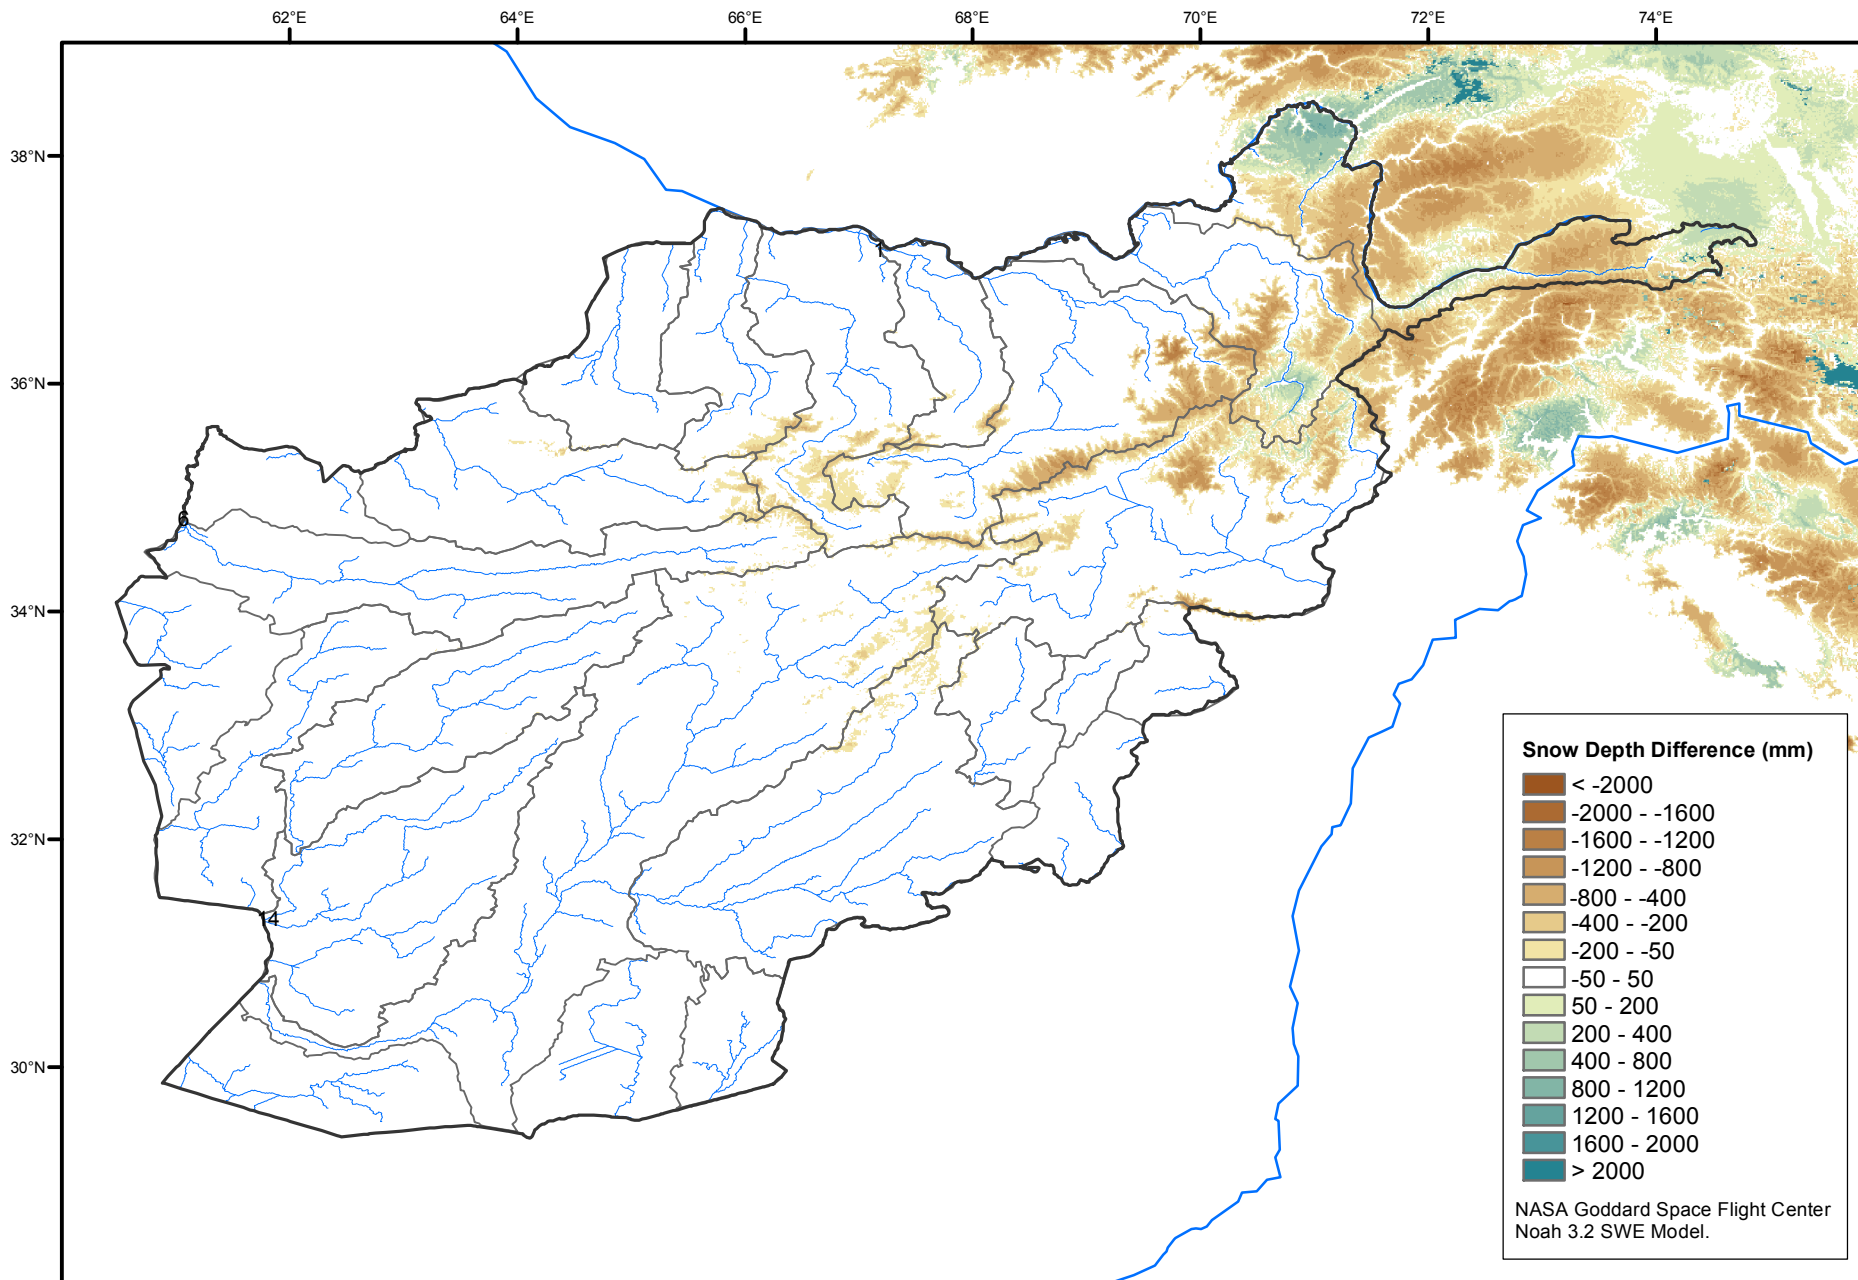 62°E
64°E
66°E
68°E
70°E
72°E
74°E
38°N
36°N
34°N
32°N
30°N
1
6
14
Snow Depth Difference (mm)
< -2000
-2000 - -1600
-1600 - -1200
-1200 - -800
-800 - -400
-400 - -200
-200 - -50
-50 - 50
50 - 200
200 - 400
400 - 800
800 - 1200
1200 - 1600
1600 - 2000
> 2000
NASA Goddard Space Flight Center
Noah 3.2 SWE Model.